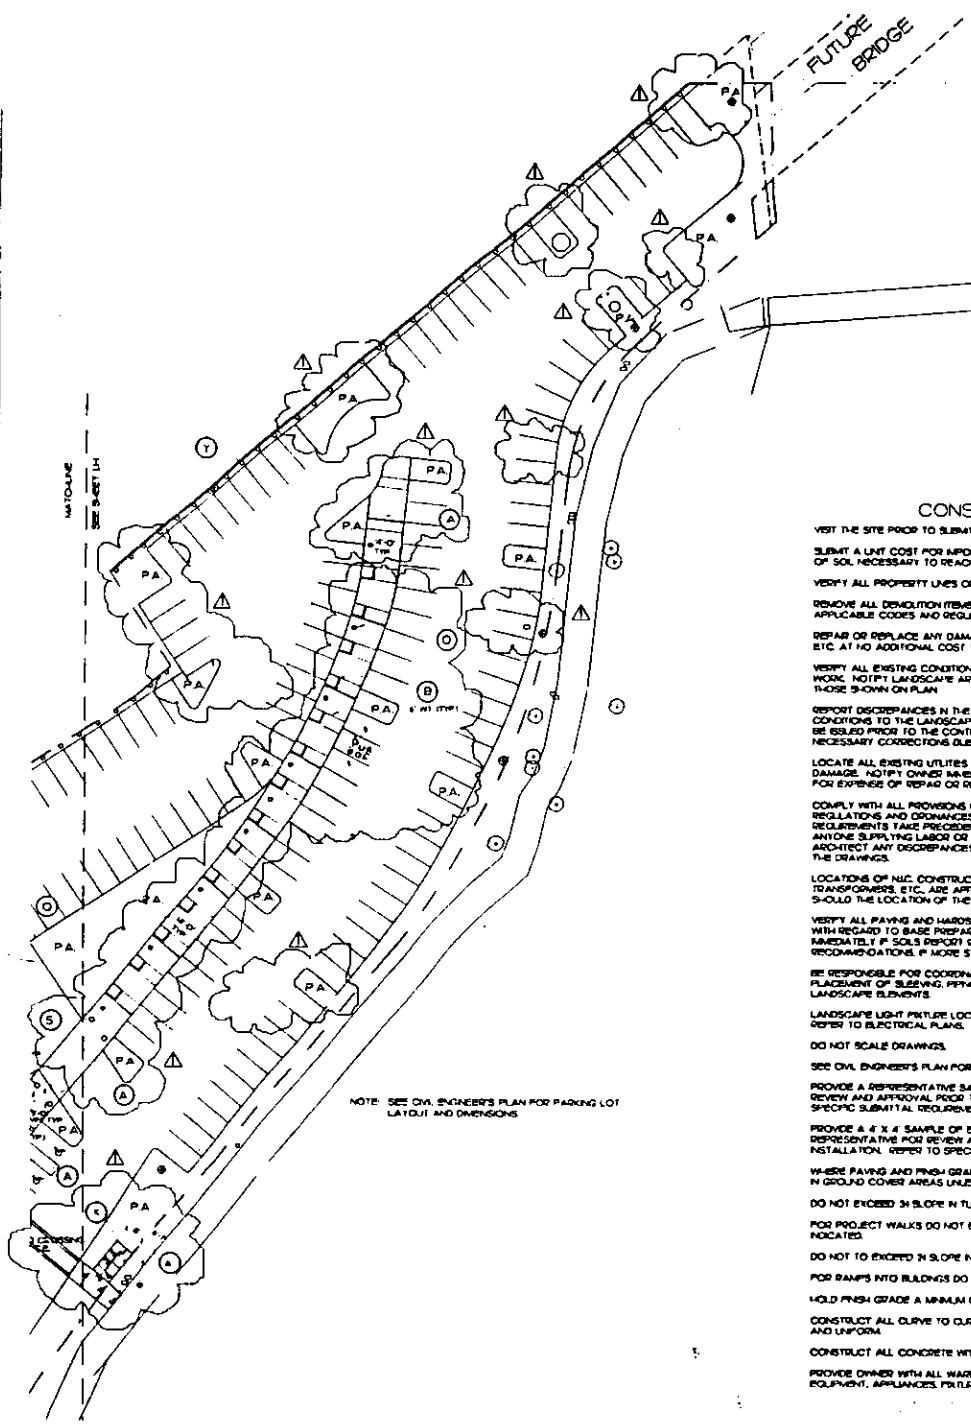 FUTURE
BRIDGE
P.A.
P.A.
P.A.
P.A.
Y
MATCHLINE
SEE SHEET LH
P.A.
P.A.
A
P.A.
P.A.
O
B
6' WI (TYP)
P.A.
P.A.
P.A.
P.A.
P.A.
P.A.
O
P.A.
P.A.
S
P.A.
A
P.A.
A
K
P.A.
A
NOTE: SEE CIVIL ENGINEER'S PLAN FOR PARKING LOT
LAYOUT AND DIMENSIONS
CONS
VISIT THE SITE PRIOR TO SUBMIT
SUBMIT A UNIT COST FOR IMPO
OF SOIL NECESSARY TO REAC
VERIFY ALL PROPERTY LINES
REMOVE ALL DEMOLITION ITEMS
APPLICABLE CODES AND REGU
REPAIR OR REPLACE ANY DAMA
ETC. AT NO ADDITIONAL COST
VERIFY ALL EXISTING CONDITION
WORK. NOTIFY LANDSCAPE AR
THOSE SHOWN ON PLAN
REPORT DISCREPANCIES IN THE
CONDITIONS TO THE LANDSCAP
BE ISSUED PRIOR TO THE CONTI
NECESSARY CORRECTIONS DUE
LOCATE ALL EXISTING UTILITIES
DAMAGE. NOTIFY OWNER IMME
FOR EXPENSE OF REPAIR OR RE
COMPLY WITH ALL PROVISIONS
REGULATIONS AND ORDINANCES
REQUIREMENTS TAKE PRECEDE
ANYONE SUPPLYING LABOR OR
ARCHITECT ANY DISCREPANCIES
THE DRAWINGS.
LOCATIONS OF N.I.C. CONSTRUC
TRANSFORMERS, ETC., ARE APP
SHOULD THE LOCATION OF THE
VERIFY ALL PAVING AND HARDS
WITH REGARD TO BASE PREPAR
IMMEDIATELY IF SOILS REPORT
RECOMMENDATIONS, IF MORE S
BE RESPONSIBLE FOR COORDINA
PLACEMENT OF SLEEVING, PIPIN
LANDSCAPE ELEMENTS.
LANDSCAPE LIGHT FIXTURE LOC
REFER TO ELECTRICAL PLANS.
DO NOT SCALE DRAWINGS.
SEE CIVIL ENGINEER'S PLAN FOR
PROVIDE A REPRESENTATIVE SA
REVIEW AND APPROVAL PRIOR
SPECIFIC SUBMITTAL REQUIREME
PROVIDE A 4' X 4' SAMPLE OF E
REPRESENTATIVE FOR REVIEW A
INSTALLATION. REFER TO SPEC
WHERE PAVING AND FINISH GRA
IN GROUND COVER AREAS UNLE
DO NOT EXCEED 3:1 SLOPE IN TU
FOR PROJECT WALKS DO NOT E
INDICATED.
DO NOT TO EXCEED 2:1 SLOPE IN
FOR RAMPS INTO BUILDINGS DO
HOLD FINISH GRADE A MINIMUM
CONSTRUCT ALL CURVE TO CUR
AND UNIFORM
CONSTRUCT ALL CONCRETE WIT
PROVIDE OWNER WITH ALL WARR
EQUIPMENT, APPLIANCES, FIXTUR